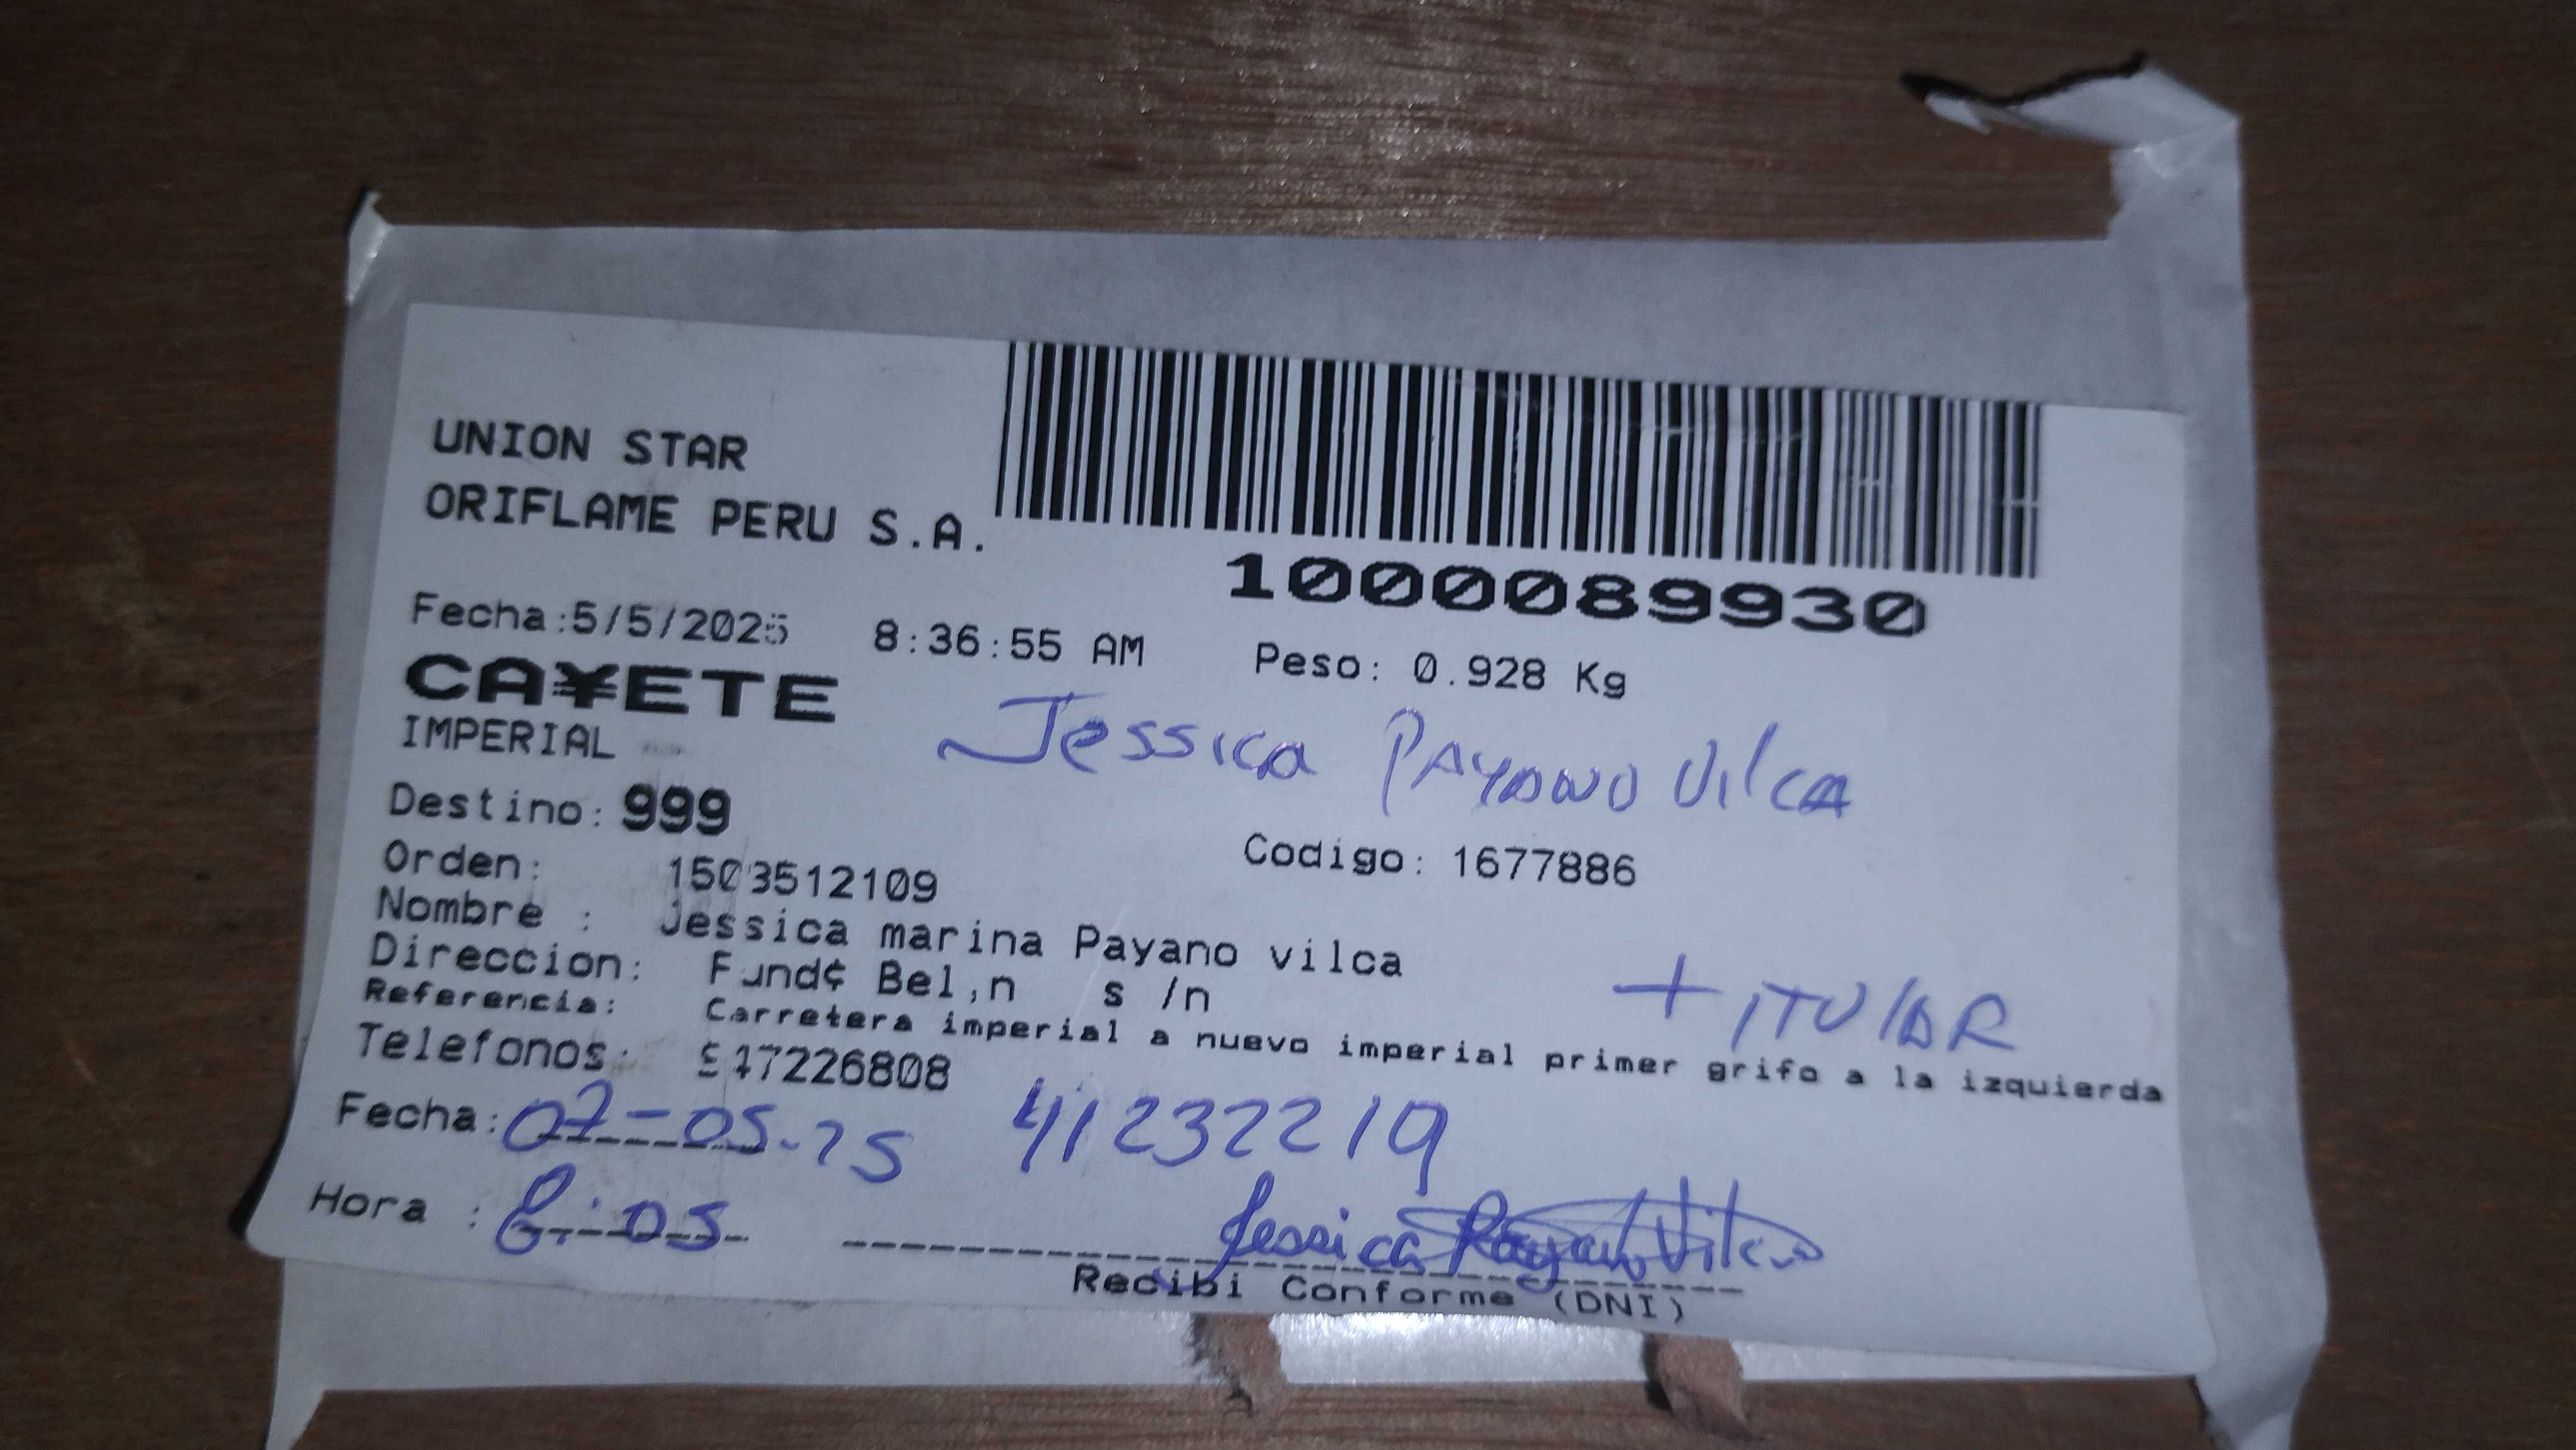 UNION STAR
ORIFLAME PERU S.A.
1000089930
Fecha:5/5/2025 8:36:55 AM Peso: 0.928 Kg
CA¥ETE
IMPERIAL
Jessica PAYANO VilCA
Destino: 999
Orden: 1503512109 Codigo: 1677886
Nombre : Jessica marina Payano vilca
Direccion: Fund¢ Bel,n s /n
+ ITUlAR
Referencia: Carretera imperial a nuevo imperial primer grifo a la izquierda
Telefonos: 47226808
Fecha: 07-05-25 41232219
Hora : 8:05
Jessica Payano Vilca
Recibi Conforme (DNI)